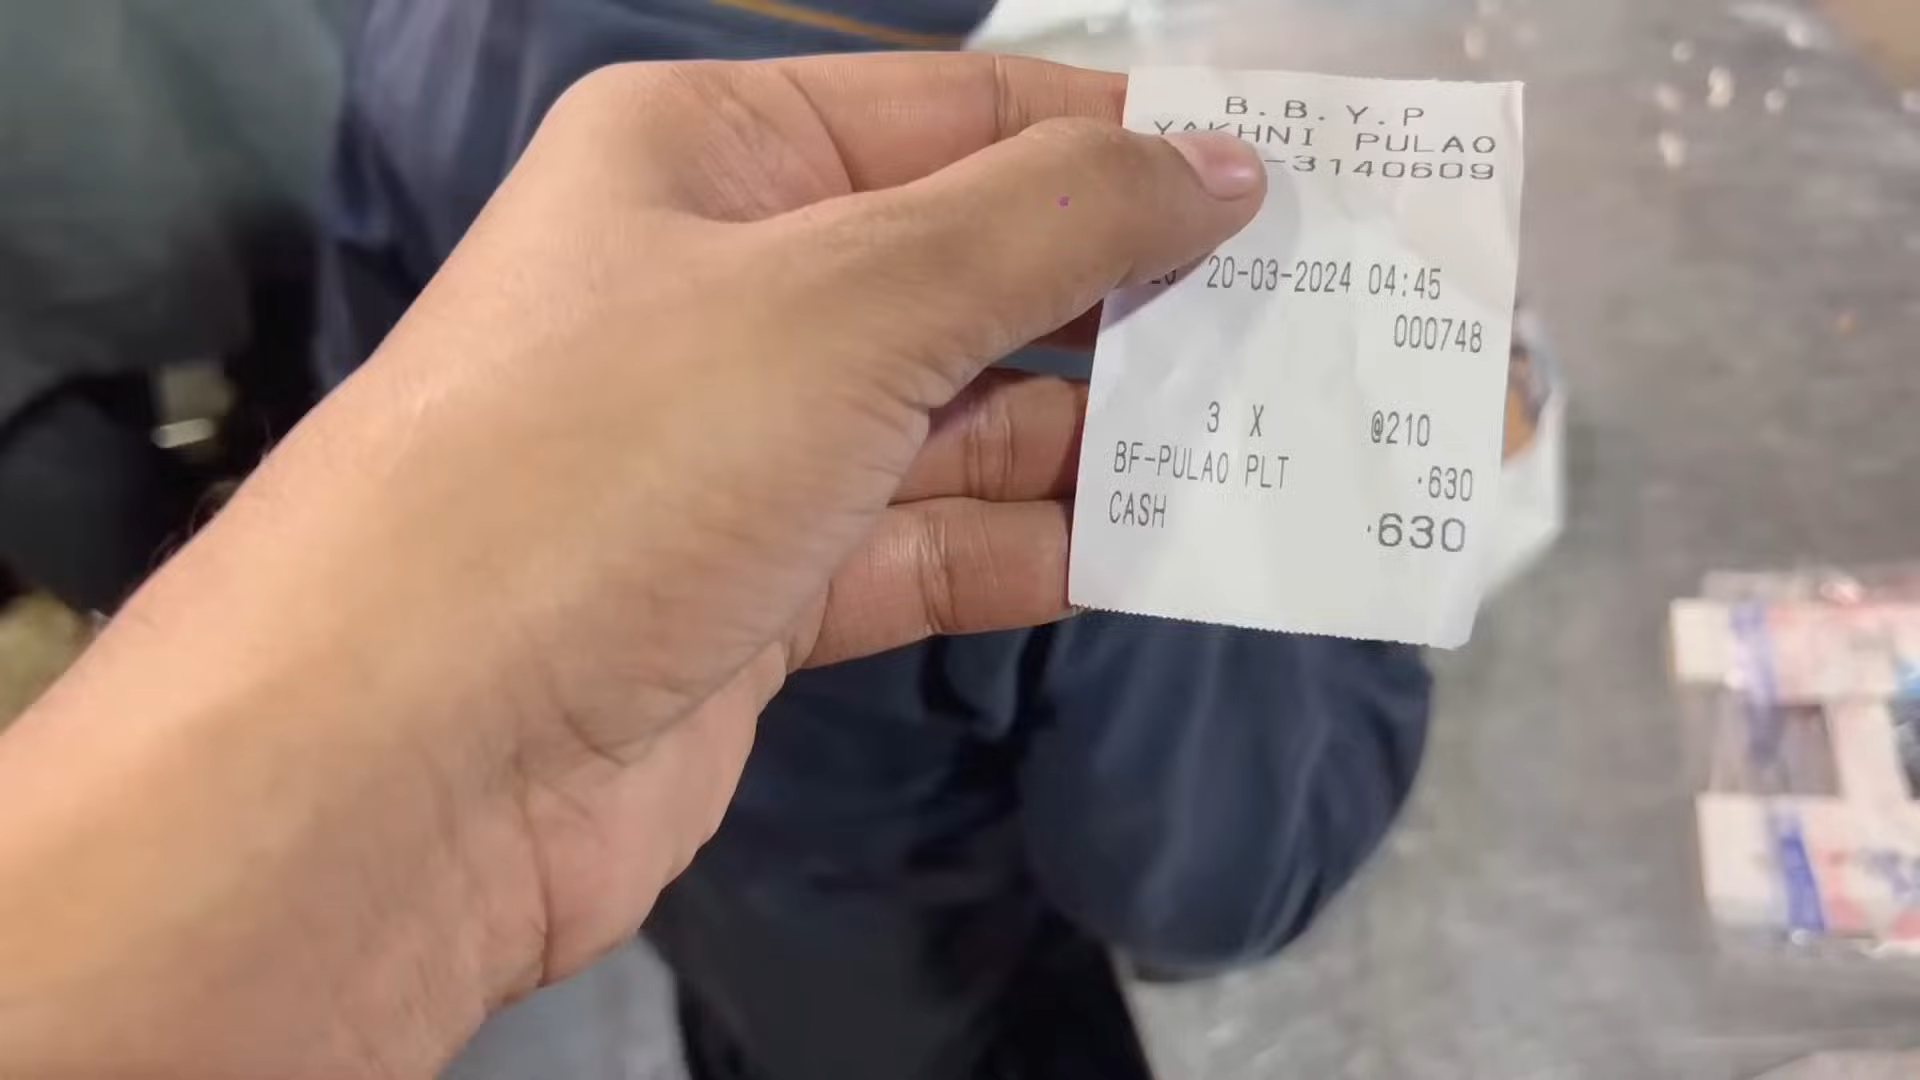 B.B.Y.P
YAKHNI PULAO
-3140609
20-03-2024 04:45
000748
3 X @210
BF-PULAO PLT ·630
CASH ·630